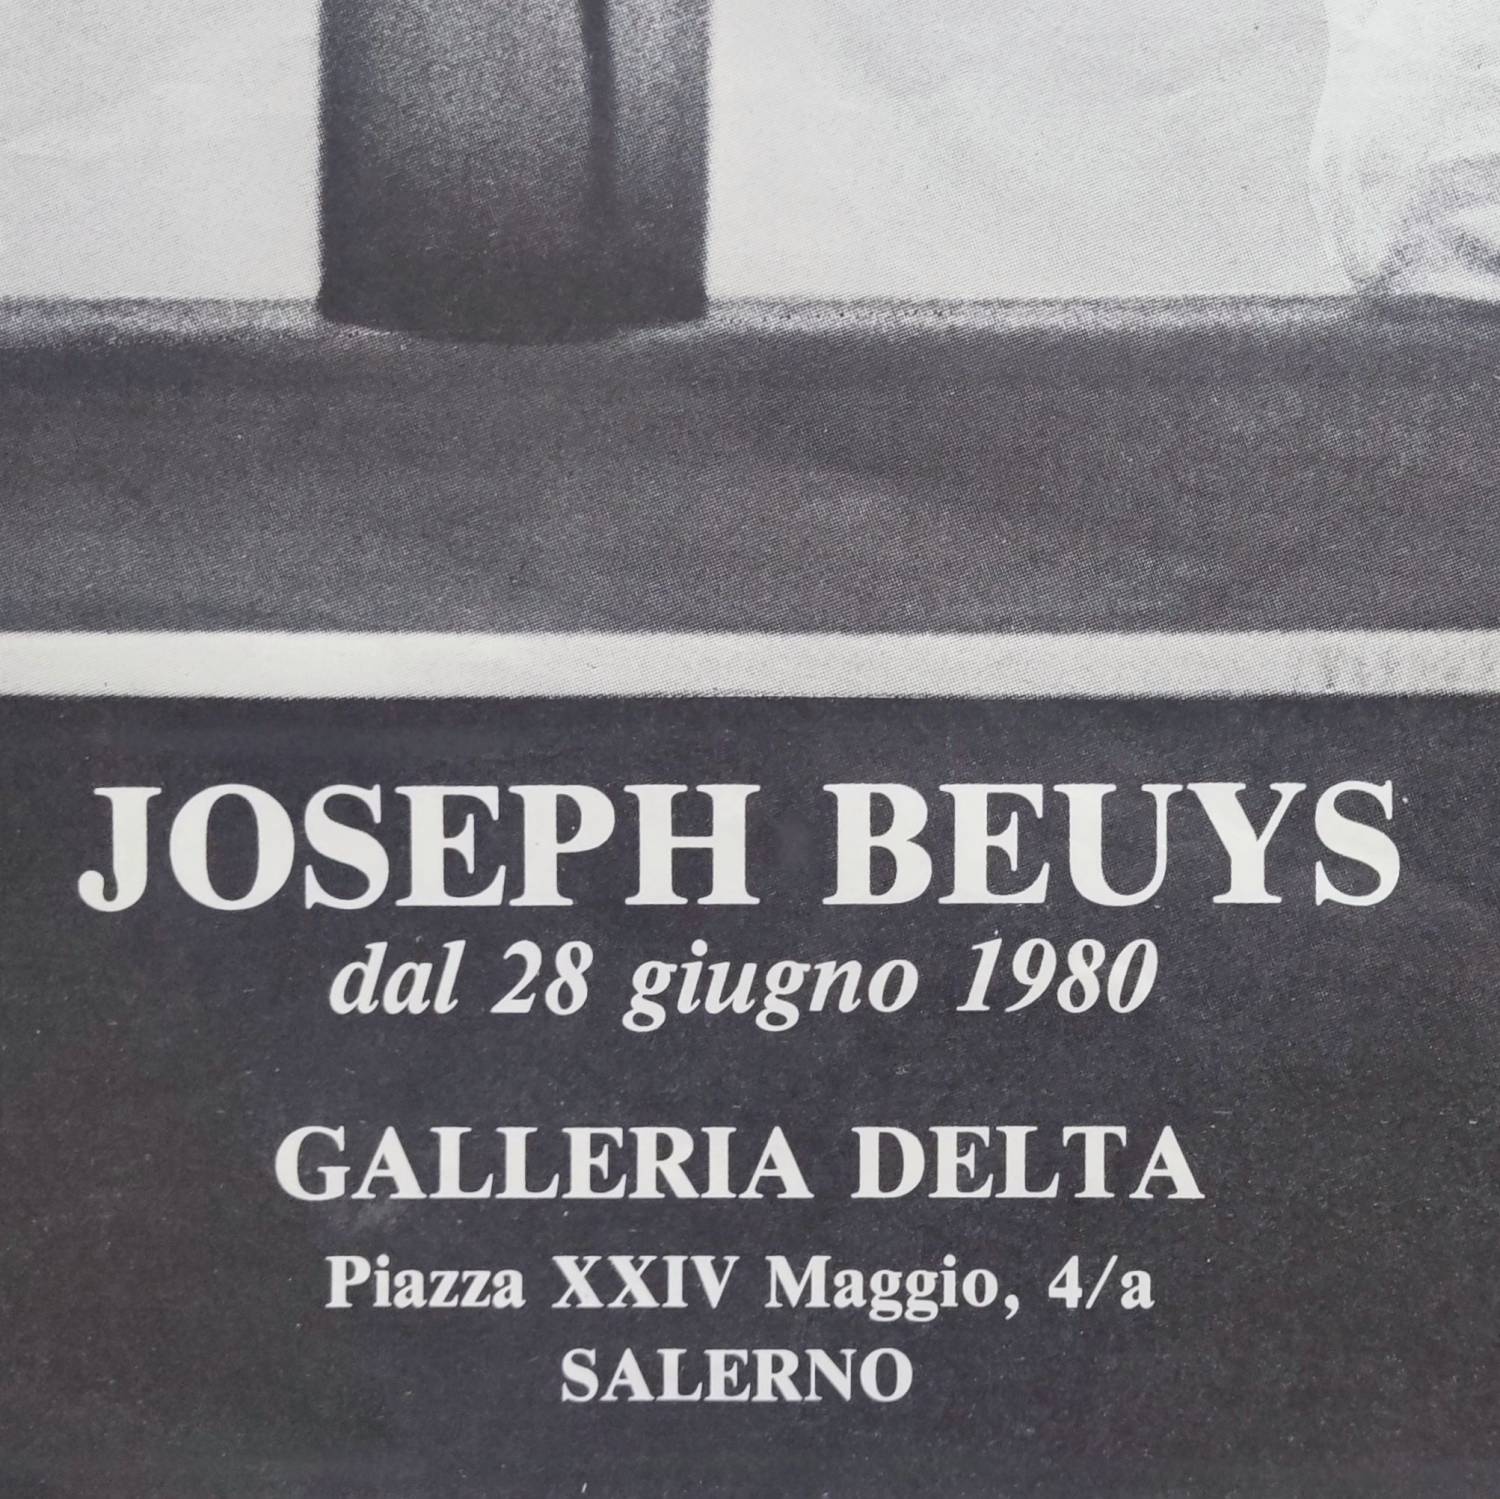 JOSEPH BEUYS
dal 28 giugno 1980
GALLERIA DELTA
Piazza XXIV Maggio, 4/a
SALERNO